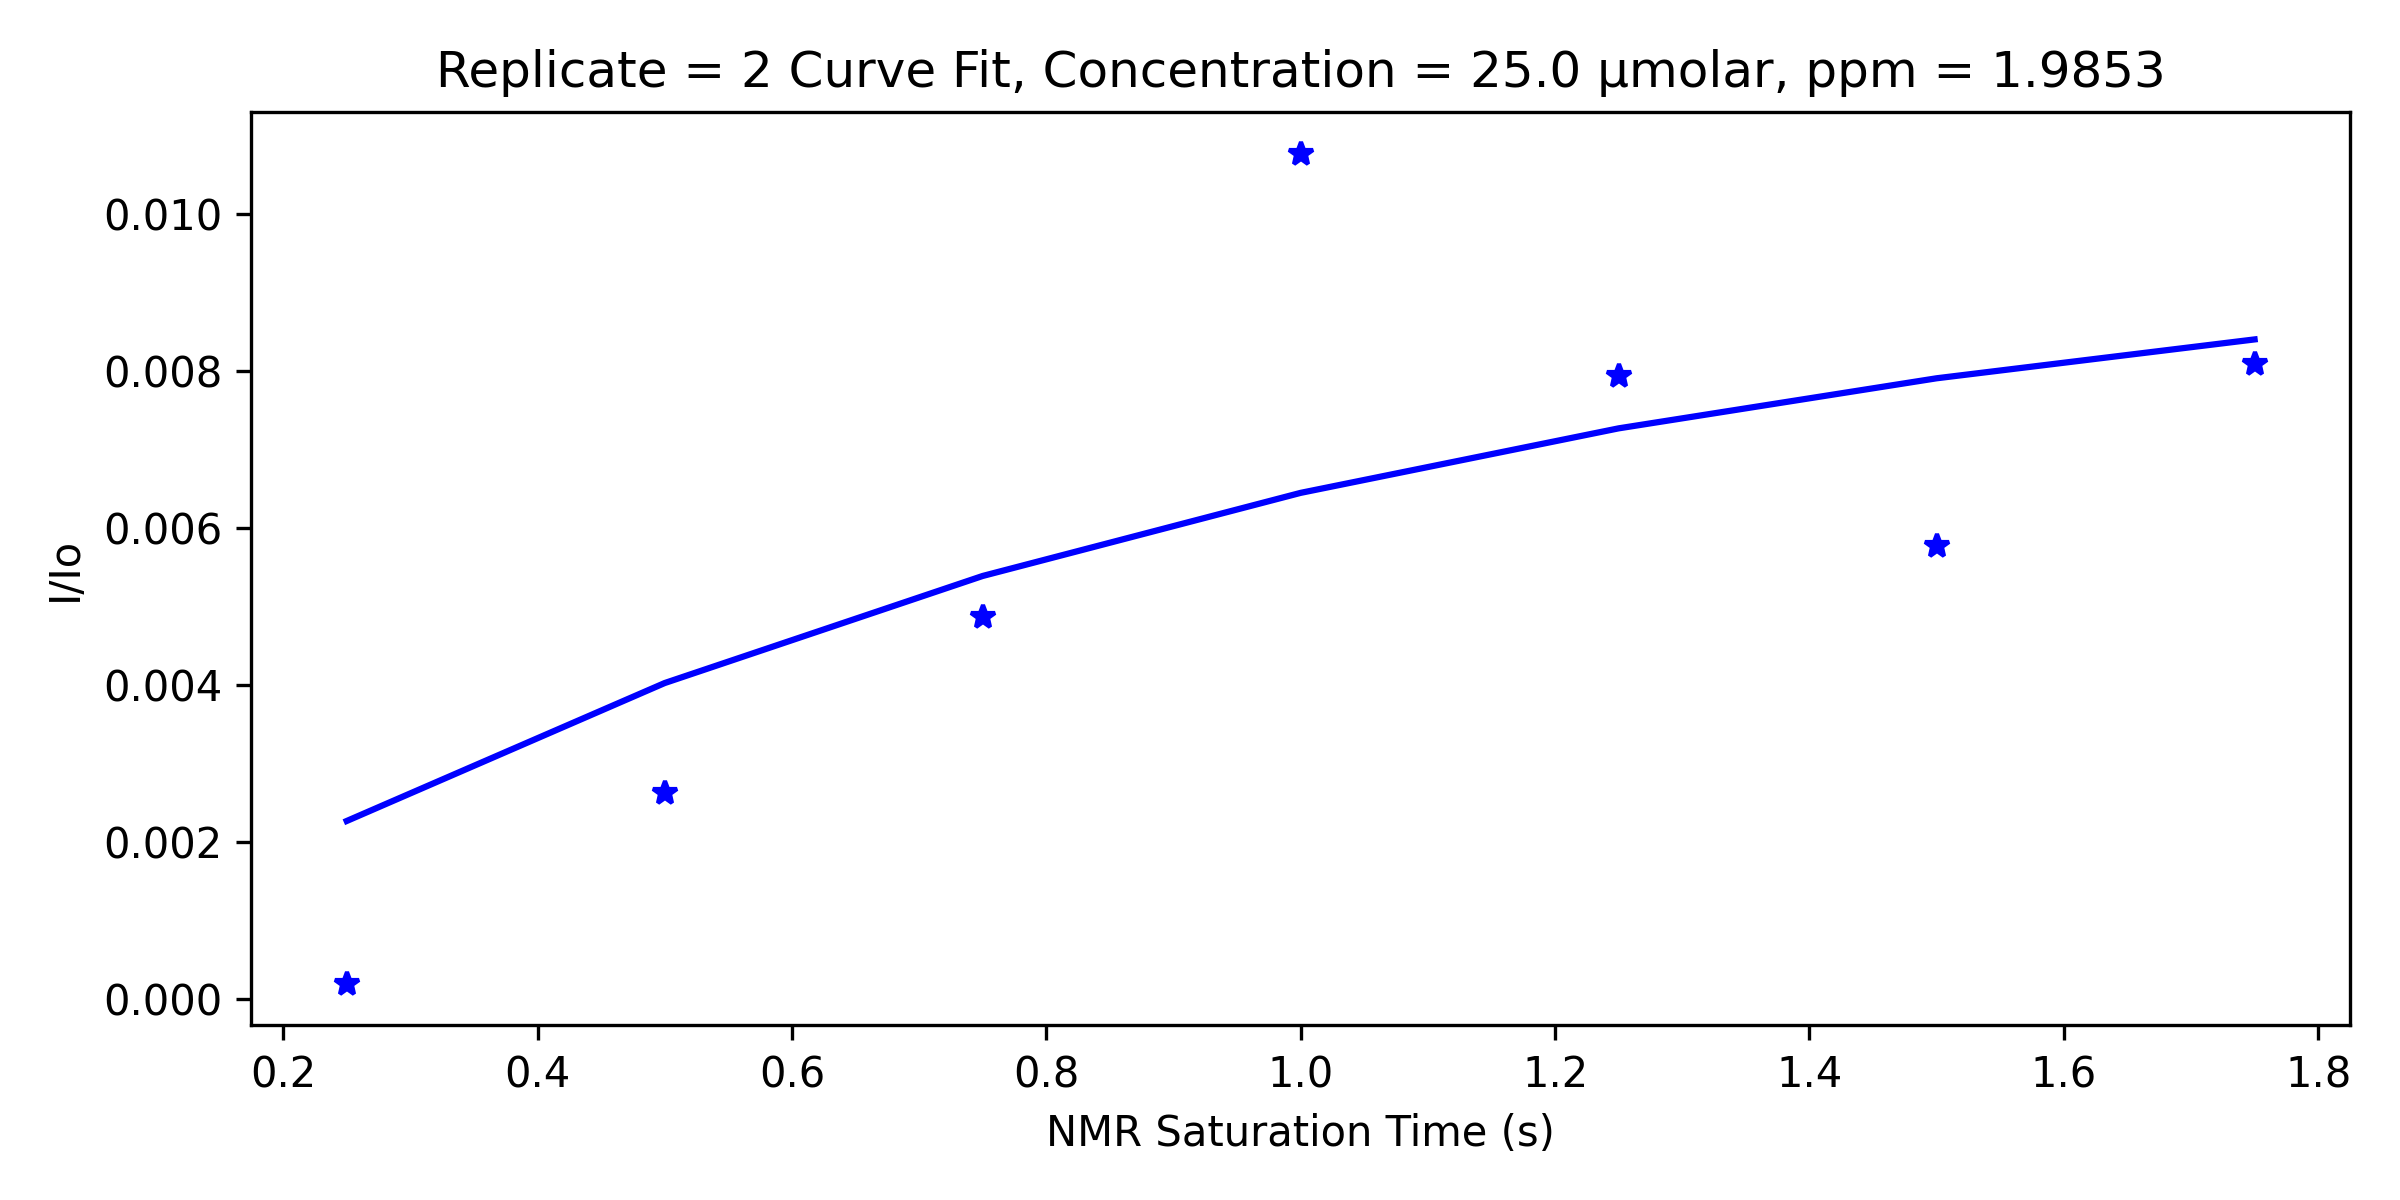 Replicate = 2 Curve Fit, Concentration = 25.0 μmolar, ppm = 1.9853
0.010
0.008
0.006
0.004
0.002
0.000
I/Io
0.2 0.4 0.6 0.8 1.0 1.2 1.4 1.6 1.8
NMR Saturation Time (s)